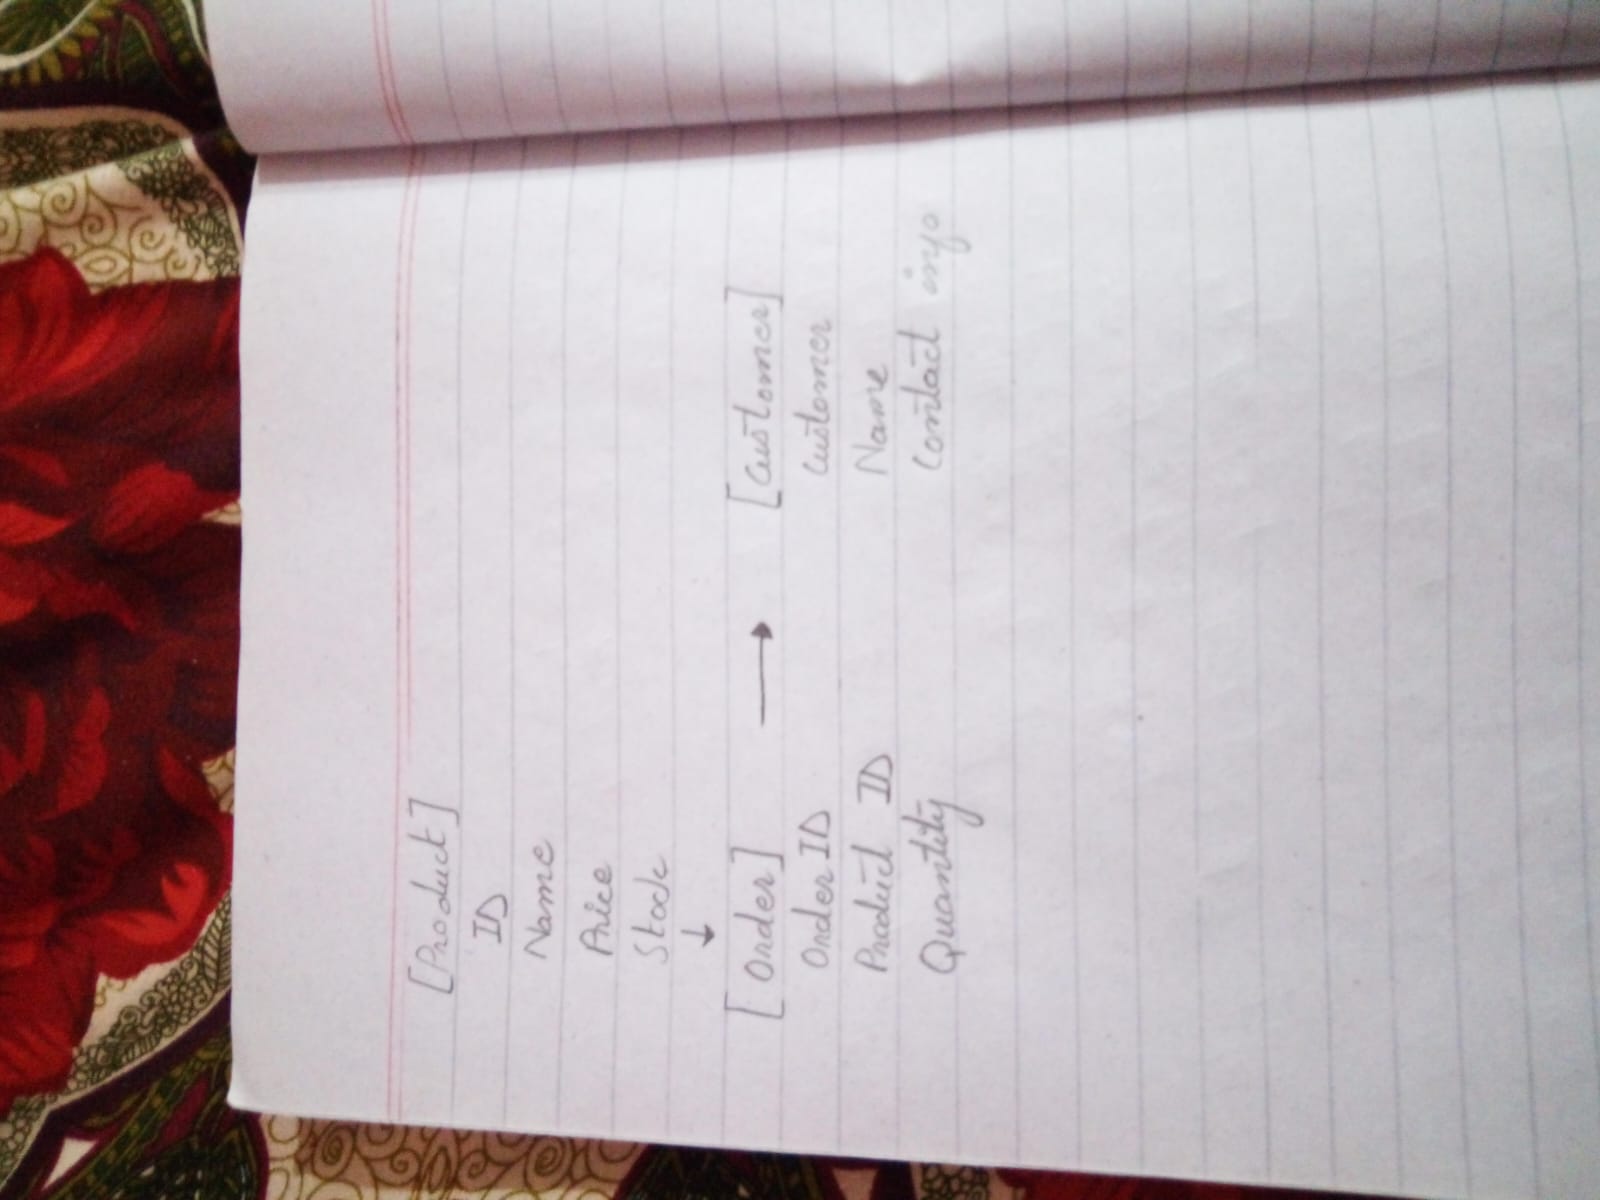 [Product]
ID
Name
Price
Stock
↓
[Order] → [Customer]
Order ID Customer
Product ID Name
Quantity Contact info